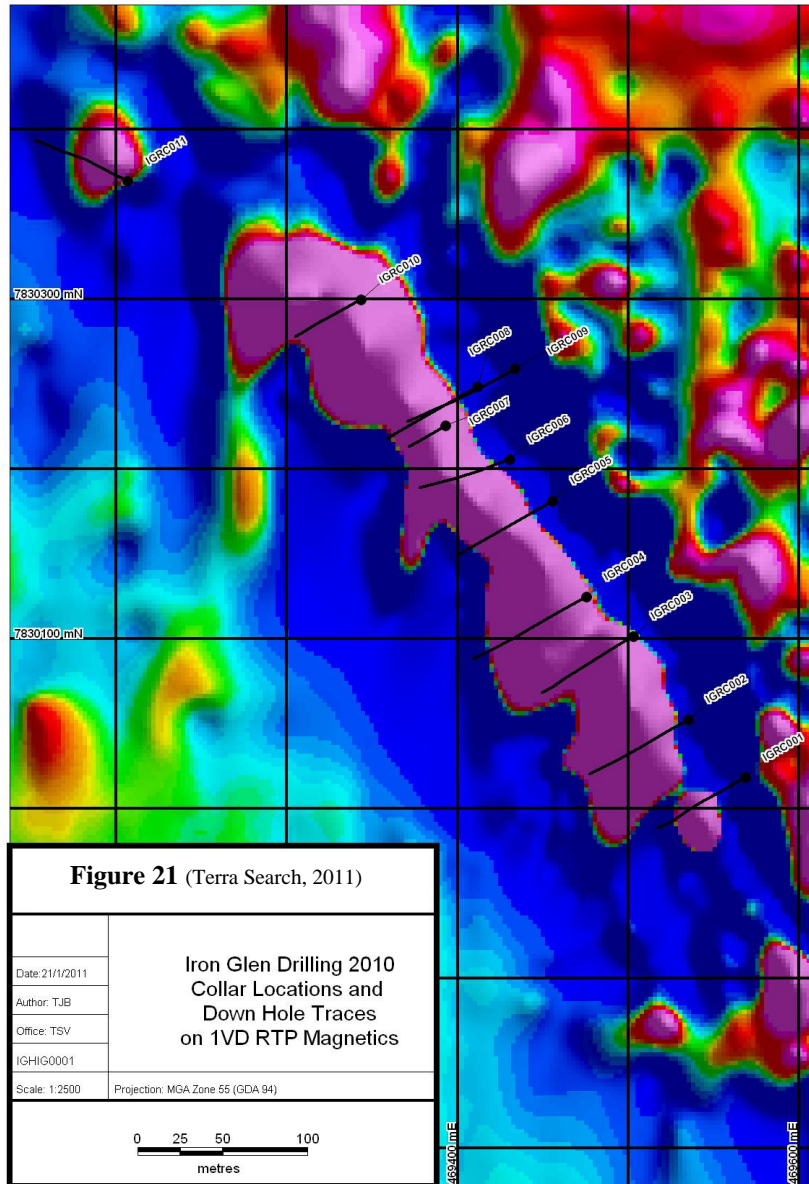 IGRC011
7830300 mN
IGRC010
IGRC008
IGRC009
IGRC007
IGRC006
IGRC005
IGRC004
7830100 mN
IGRC003
IGRC002
IGRC001
Figure 21 (Terra Search, 2011)
Date:21/1/2011
Author: TJB
Office: TSV
IGHIG0001
Scale: 1:2500
Iron Glen Drilling 2010
Collar Locations and
Down Hole Traces
on 1VD RTP Magnetics
Projection: MGA Zone 55 (GDA 94)
0 25 50 100
metres
469400 mE
469600 mE